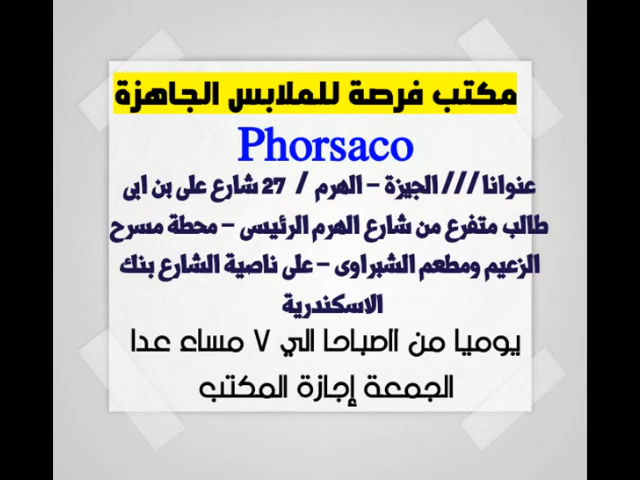 مكتب فرصة للملابس الجاهزة
Phorsaco
عنوانا /// الجيزة – الهرم / 27 شارع على بن ابى
طالب متفرع من شارع الهرم الرئيسى – محطة مسرح
الزعيم ومطعم الشبراوى – على ناصية الشارع بنك
الاسكندرية
يوميا من 11صباحا الي ٧ مساء عدا
الجمعة إجازة المكتب